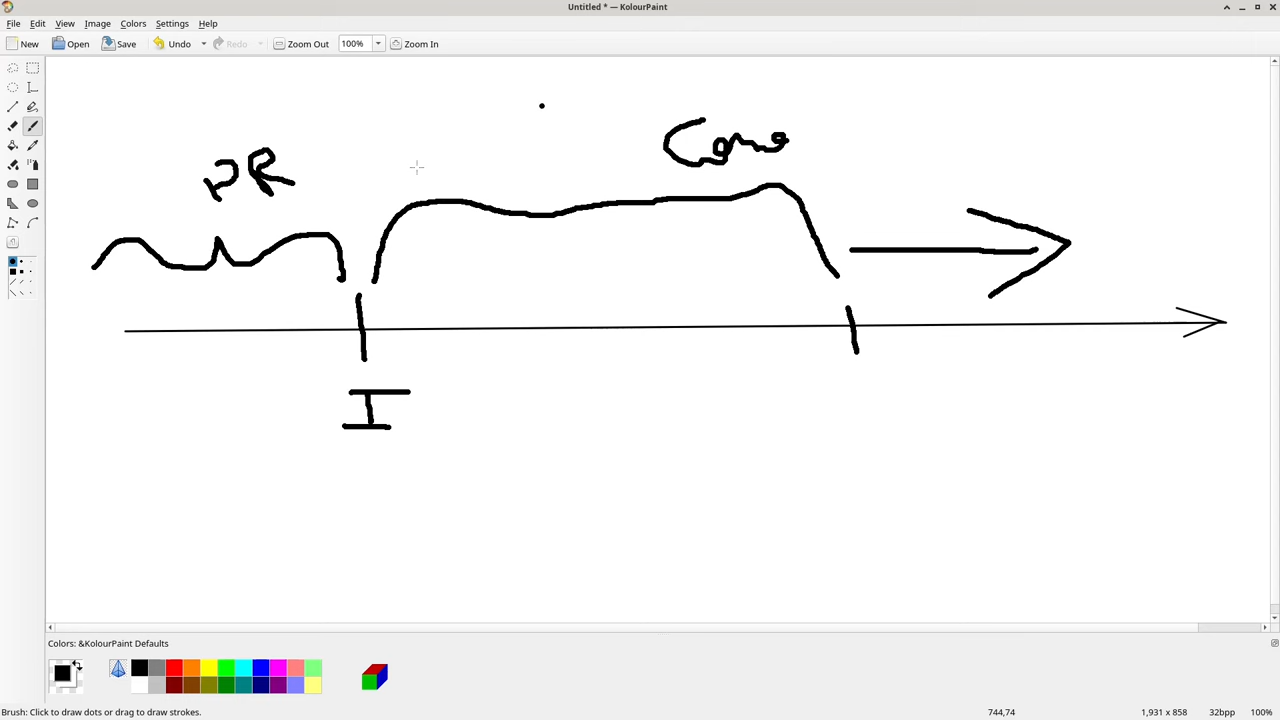 Untitled * — KolourPaint
File Edit View Image Colors Settings Help
New Open Save Undo Redo Zoom Out 100% Zoom In
PR
I
Colors: &KolourPaint Defaults
Brush: Click to draw dots or drag to draw strokes. 744,74 1,931 x 858 32bpp 100%